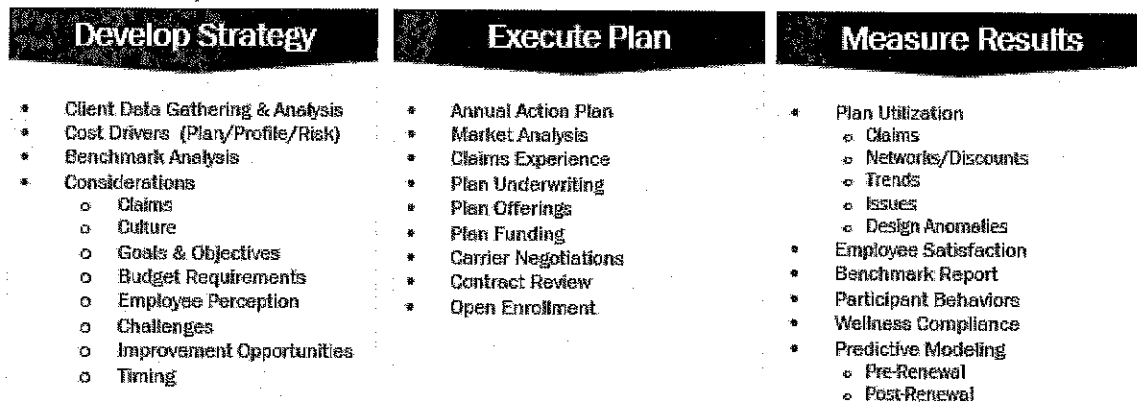 Develop Strategy
• Client Data Gathering & Analysis
• Cost Drivers (Plan/Profile/Risk)
• Benchmark Analysis
• Considerations
o Claims
o Culture
o Goals & Objectives
o Budget Requirements
o Employee Perception
o Challenges
o Improvement Opportunities
o Timing
Execute Plan
• Annual Action Plan
• Market Analysis
• Claims Experience
• Plan Underwriting
• Plan Offerings
• Plan Funding
• Carrier Negotiations
• Contract Review
• Open Enrollment
Measure Results
• Plan Utilization
o Claims
o Networks/Discounts
o Trends
o Issues
o Design Anomalies
• Employee Satisfaction
• Benchmark Report
• Participant Behaviors
• Wellness Compliance
• Predictive Modeling
o Pre-Renewal
o Post-Renewal